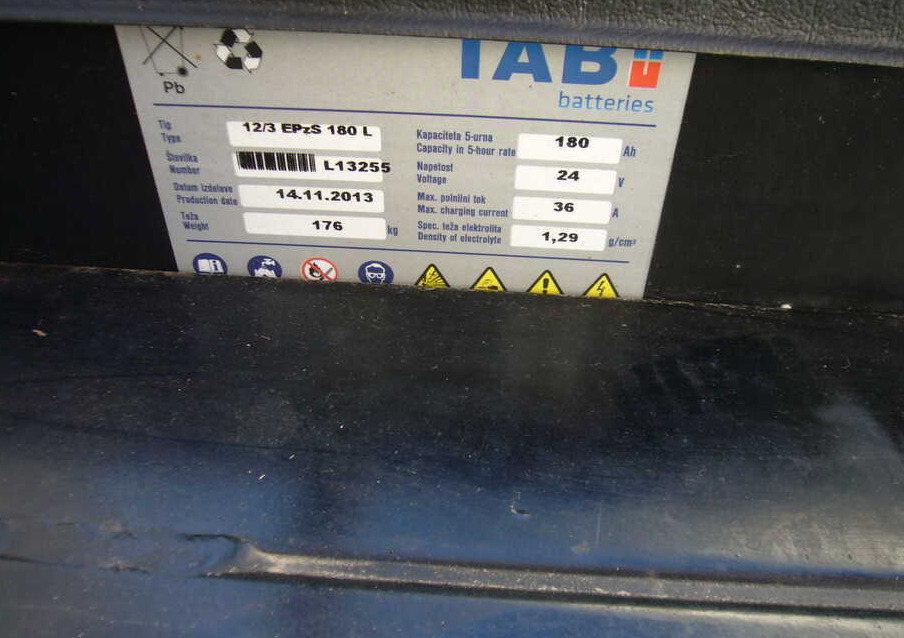 Pb
TAB
batteries
Tip
Type
12/3 EPzS 180 L
Številka
Number
L13255
Datum izdelave
Production date
14.11.2013
Teža
Weight
176
kg
Kapaciteta 5-urna
Capacity in 5-hour rate
180
Ah
Napetost
Voltage
24
V
Max. polnilni tok
Max. charging current
36
A
Spec. teža elektrolita
Density of electrolyte
1,29
g/cm³